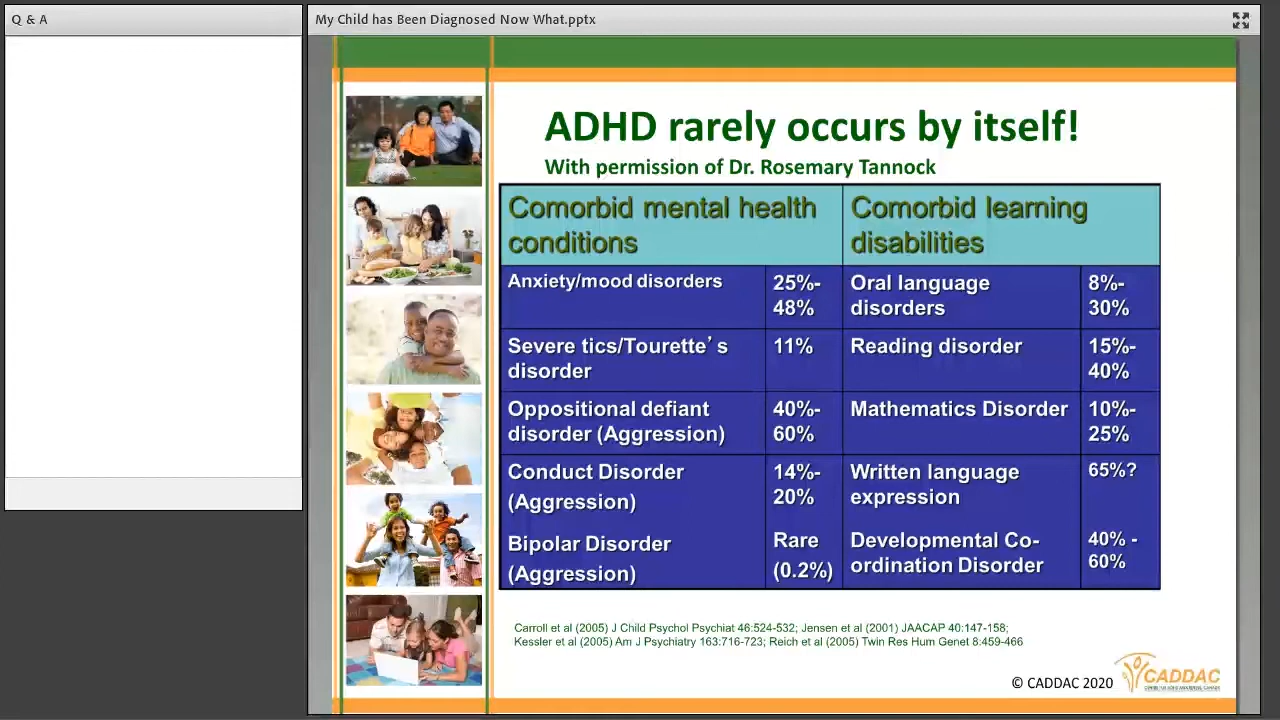 Q & A
My Child has Been Diagnosed Now What.pptx
ADHD rarely occurs by itself!
With permission of Dr. Rosemary Tannock
Comorbid mental health
conditions
Comorbid learning
disabilities
Anxiety/mood disorders
25%-
48%
Oral language
disorders
8%-
30%
Severe tics/Tourette’s
disorder
11%
Reading disorder
15%-
40%
Oppositional defiant
disorder (Aggression)
40%-
60%
Mathematics Disorder
10%-
25%
Conduct Disorder
(Aggression)
14%-
20%
Written language
expression
65%?
Bipolar Disorder
(Aggression)
Rare
(0.2%)
Developmental Co-
ordination Disorder
40% -
60%
Carroll et al (2005) J Child Psychol Psychiat 46:524-532; Jensen et al (2001) JAACAP 40:147-158;
Kessler et al (2005) Am J Psychiatry 163:716-723; Reich et al (2005) Twin Res Hum Genet 8:459-466
© CADDAC 2020
CADDAC